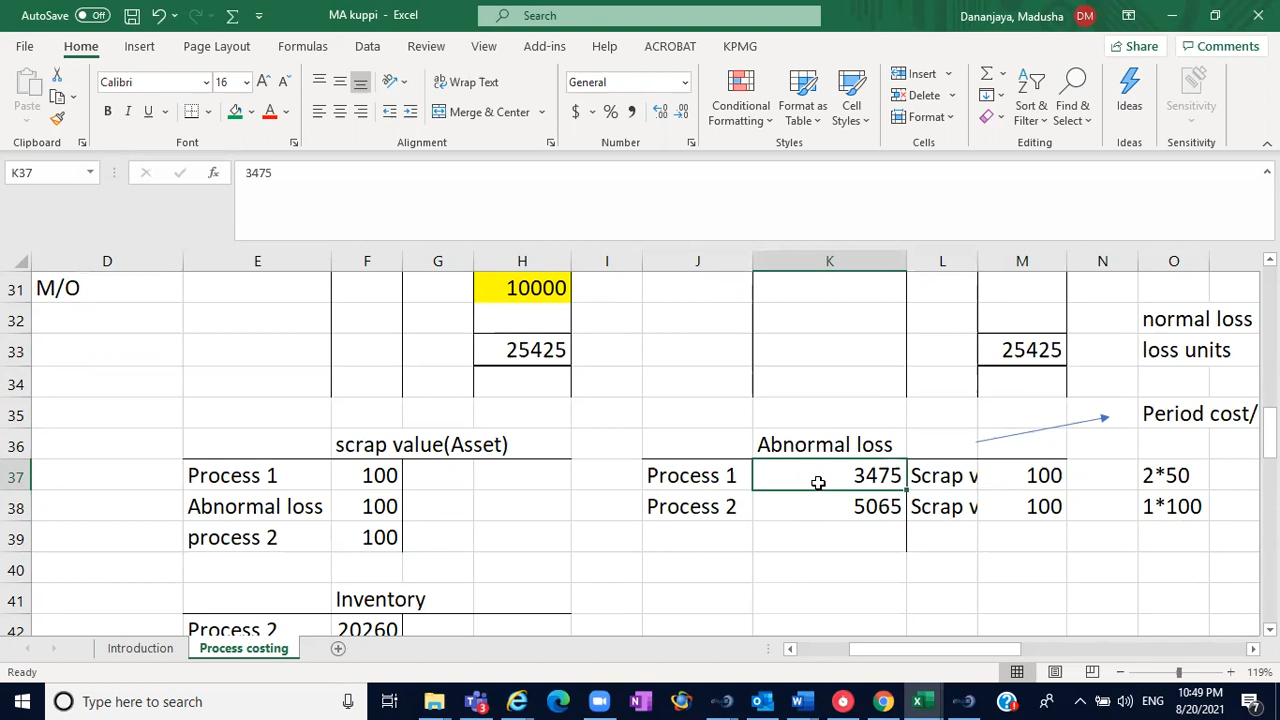 AutoSave Off MA kuppi - Excel Search Dananjaya, Madusha DM
File Home Insert Page Layout Formulas Data Review View Add-ins Help ACROBAT KPMG Share Comments
Calibri 16 A A Wrap Text General Insert
Paste B I U A Merge & Center $ % Conditional Formatting Format as Table Cell Styles Delete Format Sort & Filter Find & Select Ideas Sensitivity
Clipboard Font Alignment Number Styles Cells Editing Ideas Sensitivity
K37 fx 3475
D E F G H I J K L M N O
31 M/O 10000
32 normal loss
33 25425 25425 loss units
34
35 Period cost/
36 scrap value(Asset) Abnormal loss
37 Process 1 100 Process 1 3475 Scrap v 100 2*50
38 Abnormal loss 100 Process 2 5065 Scrap v 100 1*100
39 process 2 100
40
41 Inventory
42 Process 2 20260
Introduction Process costing
Ready 119%
Type here to search 3 ENG 10:49 PM
8/20/2021 7